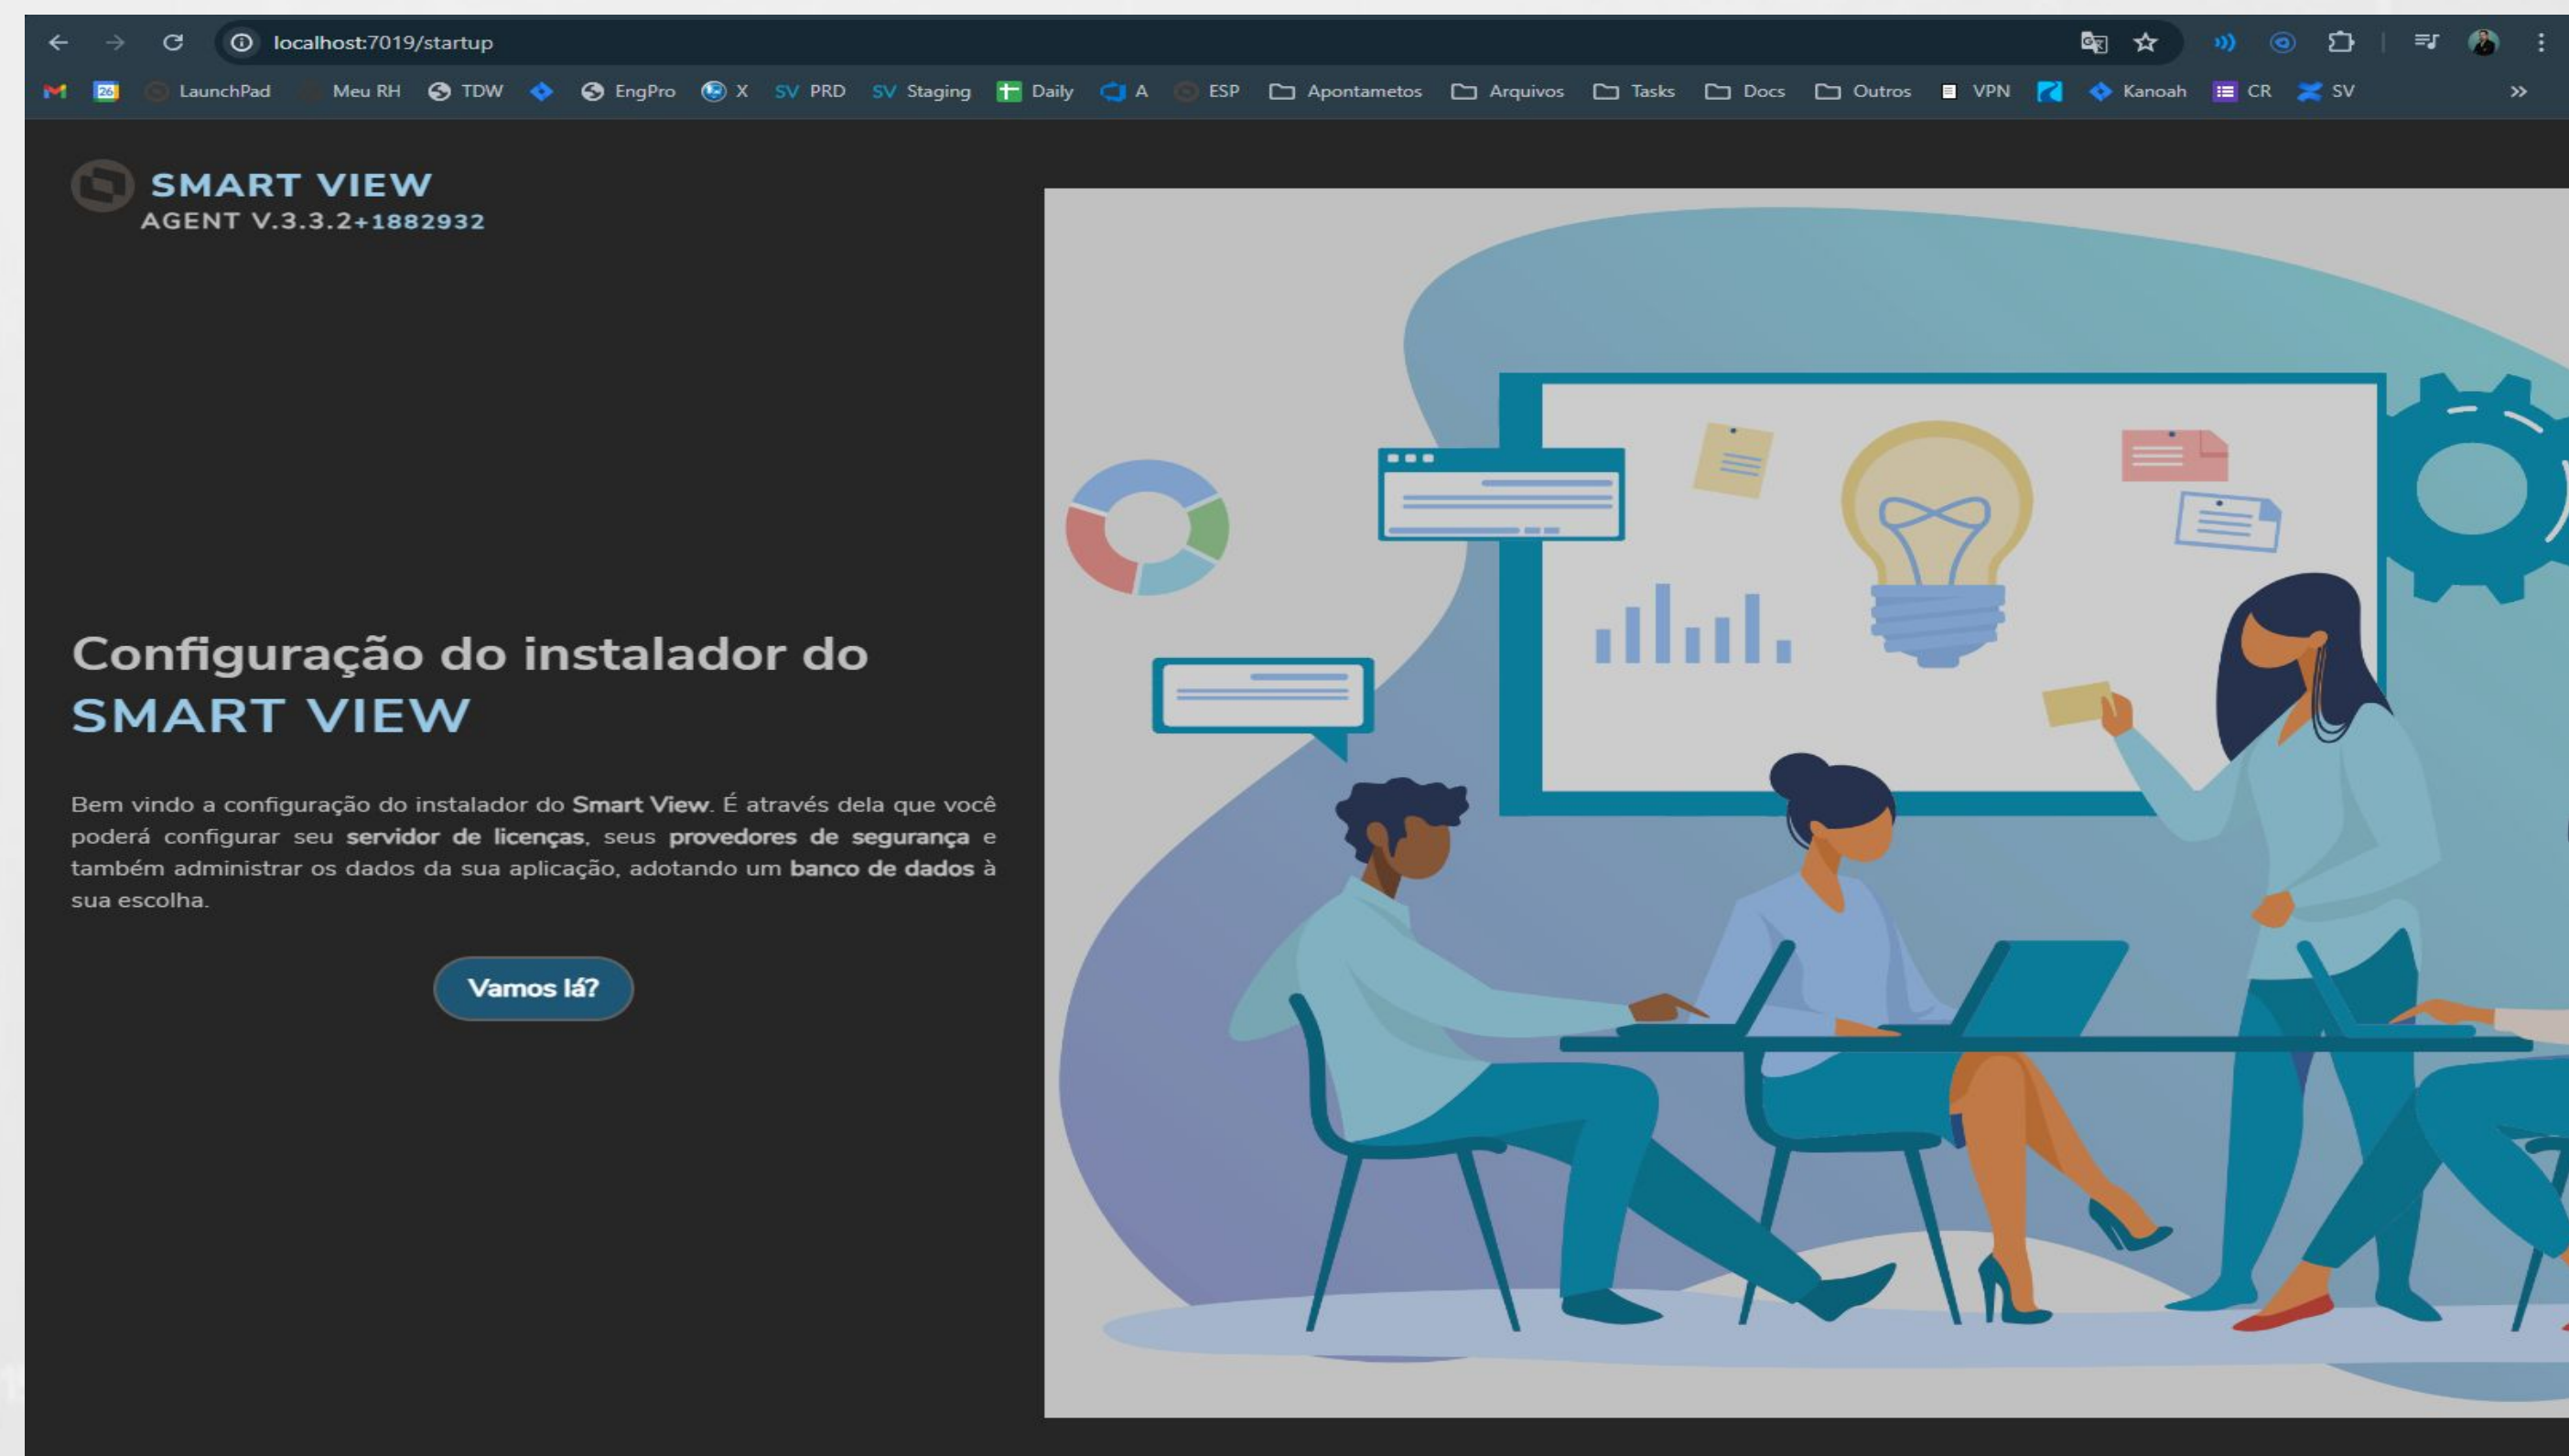 localhost:7019/startup
26 LaunchPad Meu RH TDW EngPro X SV PRD SV Staging Daily A ESP Apontametos Arquivos Tasks Docs Outros VPN Kanoah CR SV »
SMART VIEW
AGENT V.3.3.2+1882932
Configuração do instalador do
SMART VIEW
Bem vindo a configuração do instalador do Smart View. É através dela que você
poderá configurar seu servidor de licenças, seus provedores de segurança e
também administrar os dados da sua aplicação, adotando um banco de dados à
sua escolha.
Vamos lá?